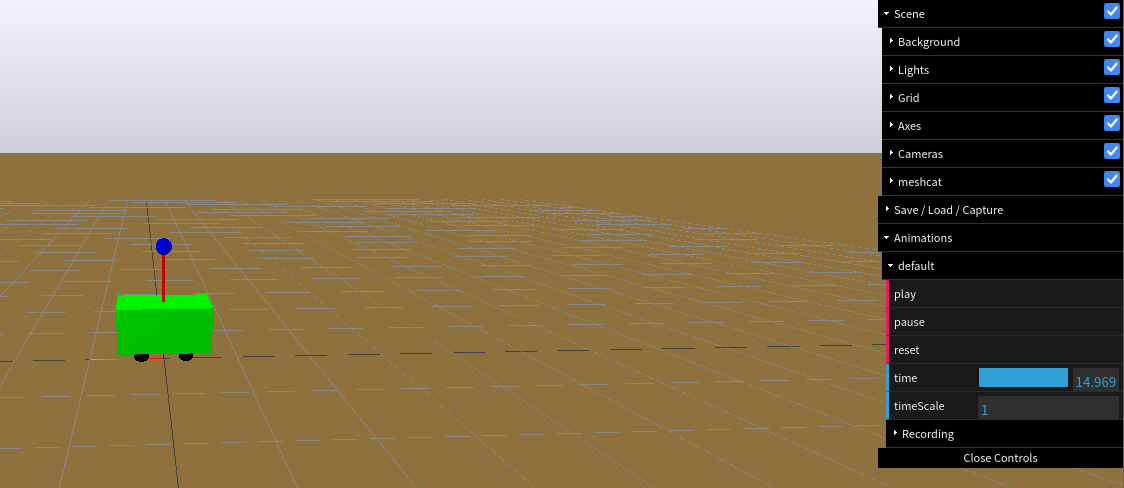 Scene
Background
Lights
Grid
Axes
Cameras
meshcat
Save / Load / Capture
Animations
default
play
pause
reset
time 14.969
timeScale 1
Recording
Close Controls